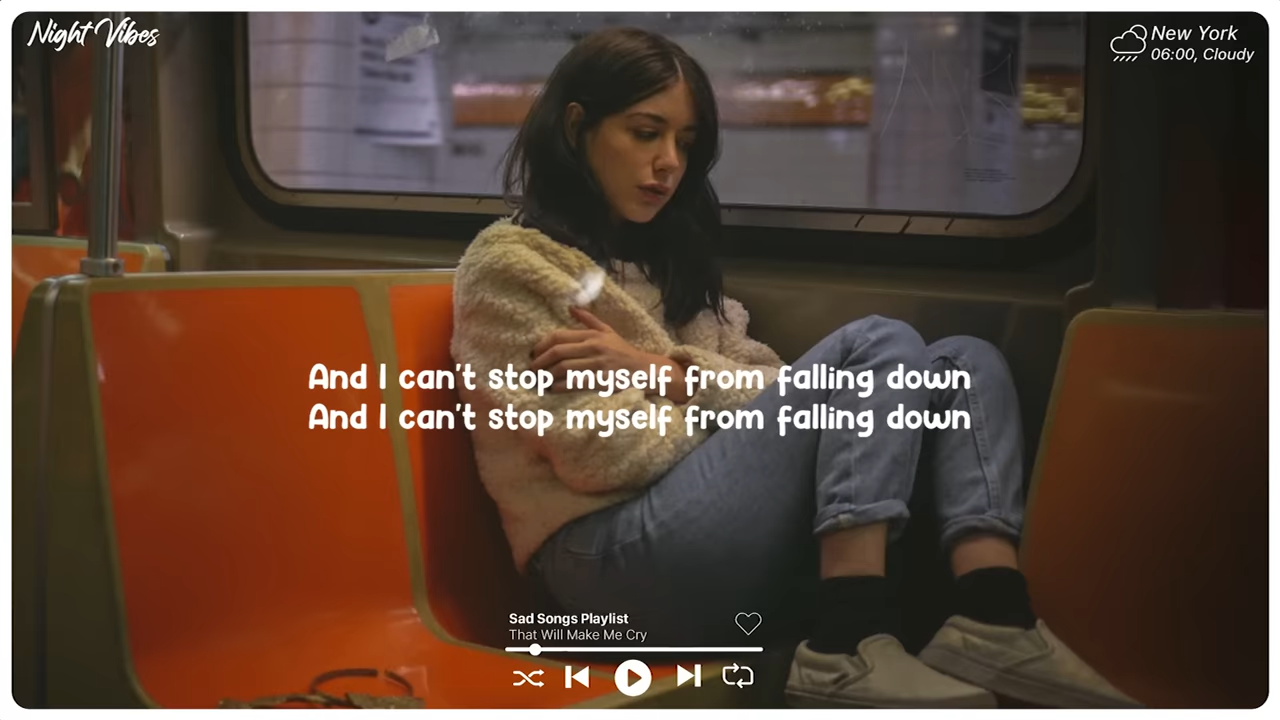 Night Vibes
New York
06:00, Cloudy
And I can't stop myself from falling down
And I can't stop myself from falling down
Sad Songs Playlist
That Will Make Me Cry